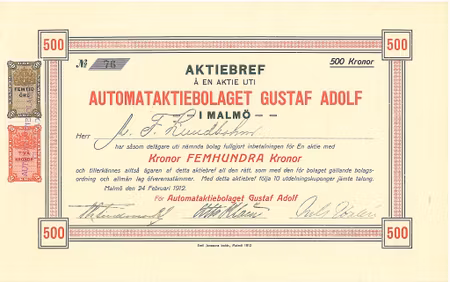 500 500
№ 76 500 Kronor
AKTIEBREF
Å EN AKTIE UTI
AUTOMATAKTIEBOLAGET GUSTAF ADOLF
I MALMÖ
Herr
har såsom delägare uti nämnda bolag fullgjort inbetalningen för En aktie med
Kronor FEMHUNDRA Kronor
och tillerkännes alltså ägaren af detta aktiebref all den rätt, som med den för bolaget gällande bolags-
ordning och allmän lag öfverensstämmer. Med detta aktiebref följa 10 utdelningskuponger jämte talong.
Malmö den 24 Februari 1912.
För Automataktiebolaget Gustaf Adolf
500 500
FEMTIO
ÖRE
TVÅ
KRONOR